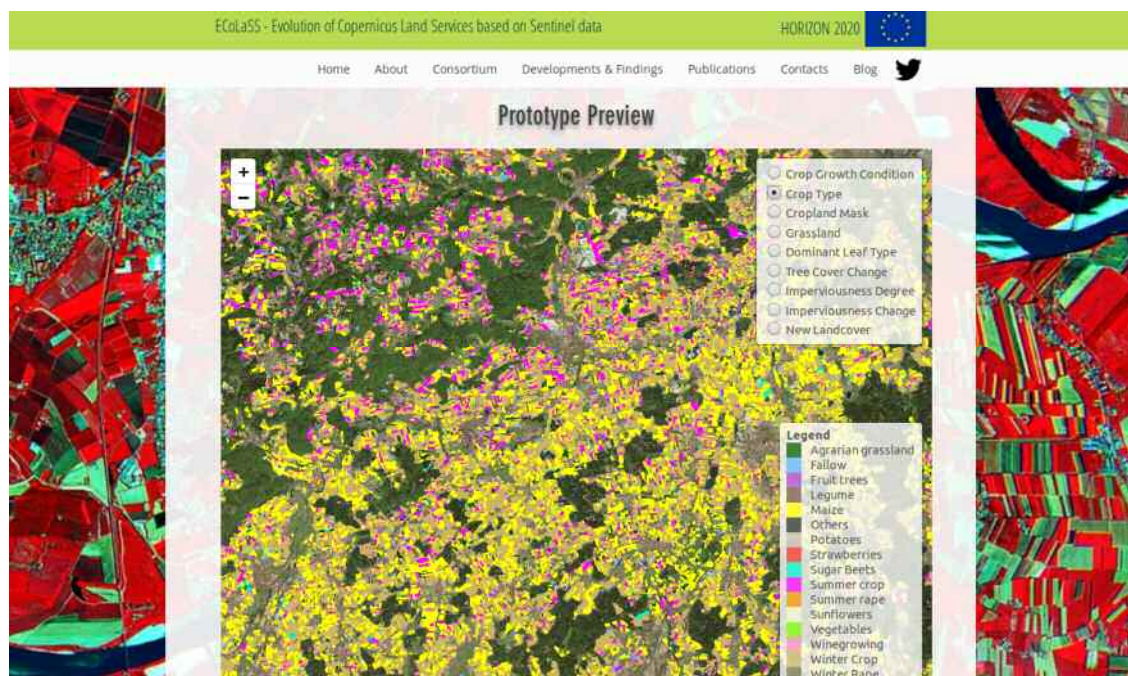 ECoLaSS - Evolution of Copernicus Land Services based on Sentinel data
HORIZON 2020
Home About Consortium Developments & Findings Publications Contacts Blog
Prototype Preview
+
−
Crop Growth Condition
Crop Type
Cropland Mask
Grassland
Dominant Leaf Type
Tree Cover Change
Imperviousness Degree
Imperviousness Change
New Landcover
Legend
Agrarian grassland
Fallow
Fruit trees
Legume
Maize
Others
Potatoes
Strawberries
Sugar Beets
Summer crop
Summer rape
Sunflowers
Vegetables
Winegrowing
Winter Crop
Winter Rape